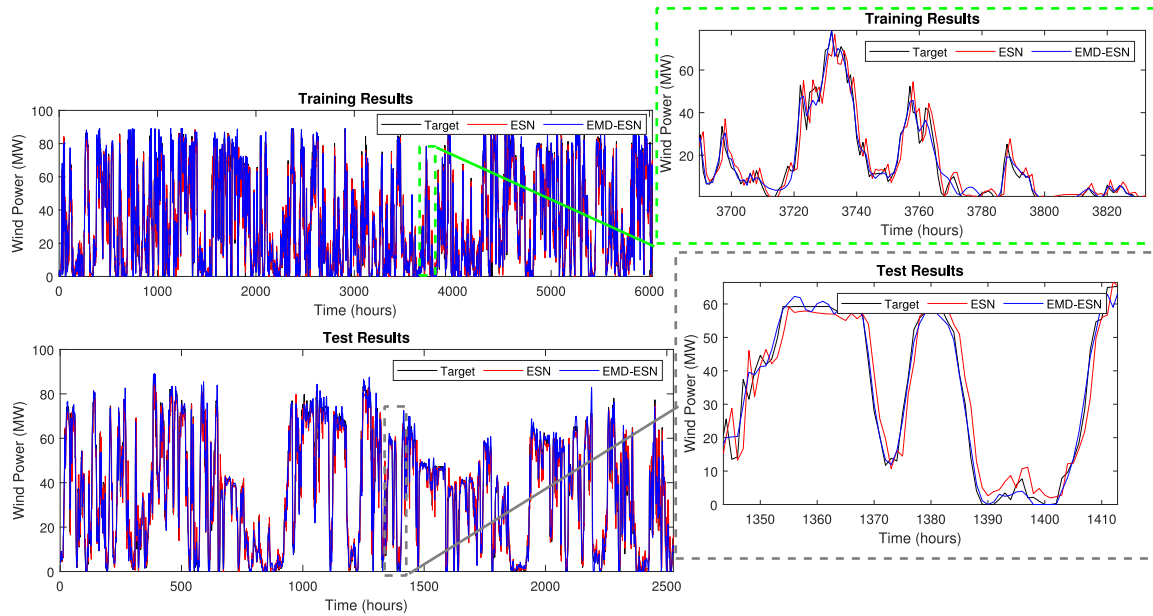 Training Results
Target ESN EMD-ESN
Wind Power (MW)
100
80
60
40
20
0
0 1000 2000 3000 4000 5000 6000
Time (hours)
Training Results
Target ESN EMD-ESN
Wind Power (MW)
60
40
20
3700 3720 3740 3760 3780 3800 3820
Time (hours)
Test Results
Target ESN EMD-ESN
Wind Power (MW)
100
80
60
40
20
0
0 500 1000 1500 2000 2500
Time (hours)
Test Results
Target ESN EMD-ESN
Wind Power (MW)
60
50
40
30
20
10
0
1350 1360 1370 1380 1390 1400 1410
Time (hours)